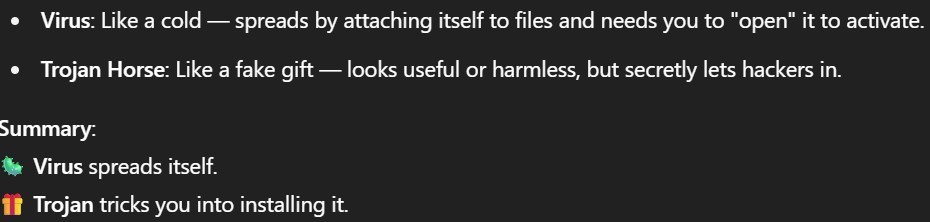 • Virus: Like a cold — spreads by attaching itself to files and needs you to "open" it to activate.
• Trojan Horse: Like a fake gift — looks useful or harmless, but secretly lets hackers in.
Summary:
🦠 Virus spreads itself.
🎁 Trojan tricks you into installing it.